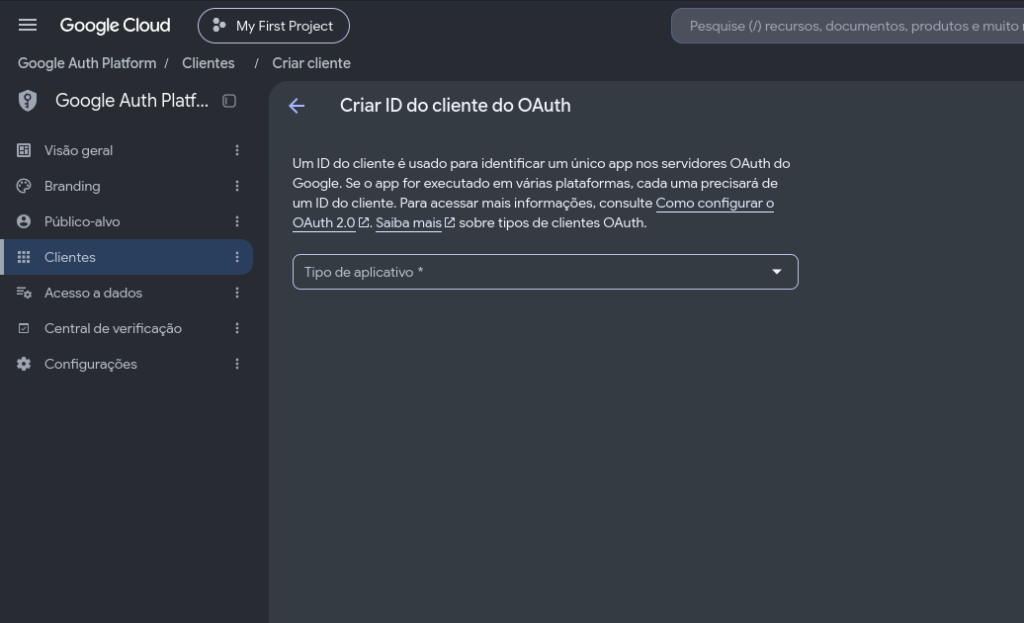 Google Cloud
My First Project
Pesquise (/) recursos, documentos, produtos e muito
Google Auth Platform / Clientes / Criar cliente
Google Auth Platf...
Criar ID do cliente do OAuth
Visão geral
Branding
Público-alvo
Clientes
Acesso a dados
Central de verificação
Configurações
Um ID do cliente é usado para identificar um único app nos servidores OAuth do
Google. Se o app for executado em várias plataformas, cada uma precisará de
um ID do cliente. Para acessar mais informações, consulte Como configurar o
OAuth 2.0. Saiba mais sobre tipos de clientes OAuth.
Tipo de aplicativo *